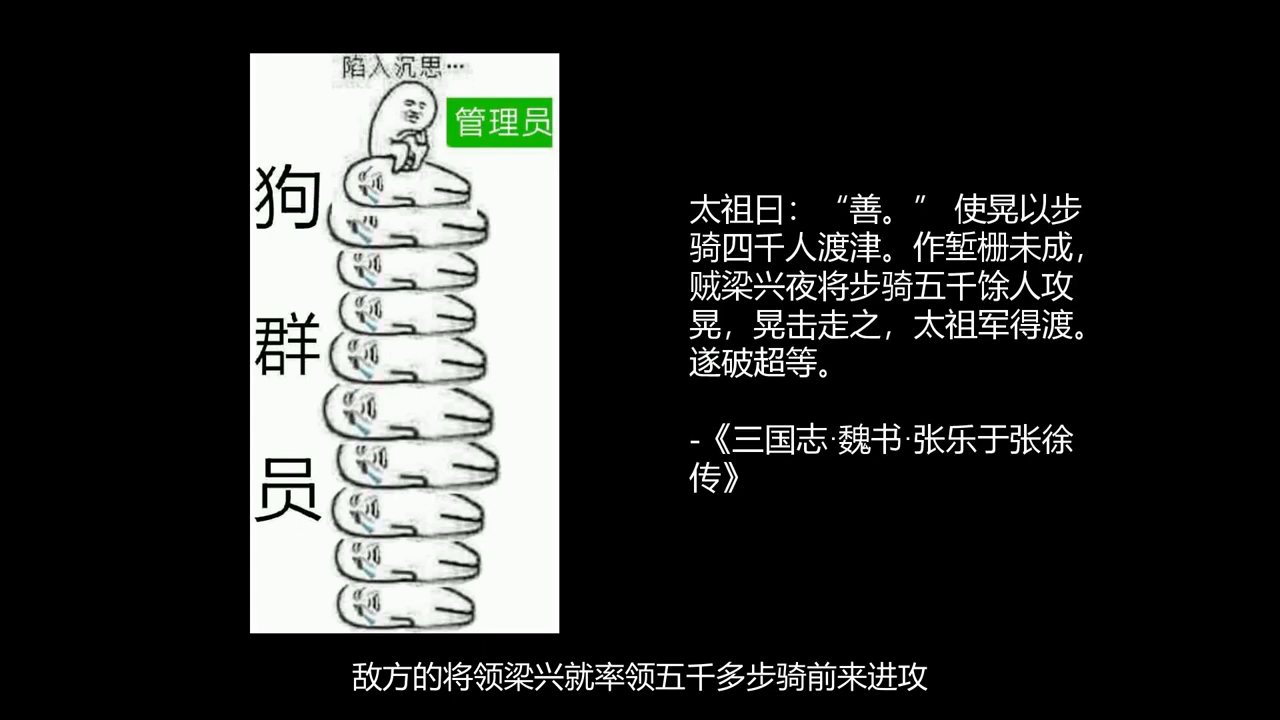 陷入沉思…
管理员
狗
群
员
太祖曰：“善。” 使晃以步
骑四千人渡津。作堑栅未成，
贼梁兴夜将步骑五千馀人攻
晃，晃击走之，太祖军得渡。
遂破超等。
-《三国志·魏书·张乐于张徐
传》
敌方的将领梁兴就率领五千多步骑前来进攻